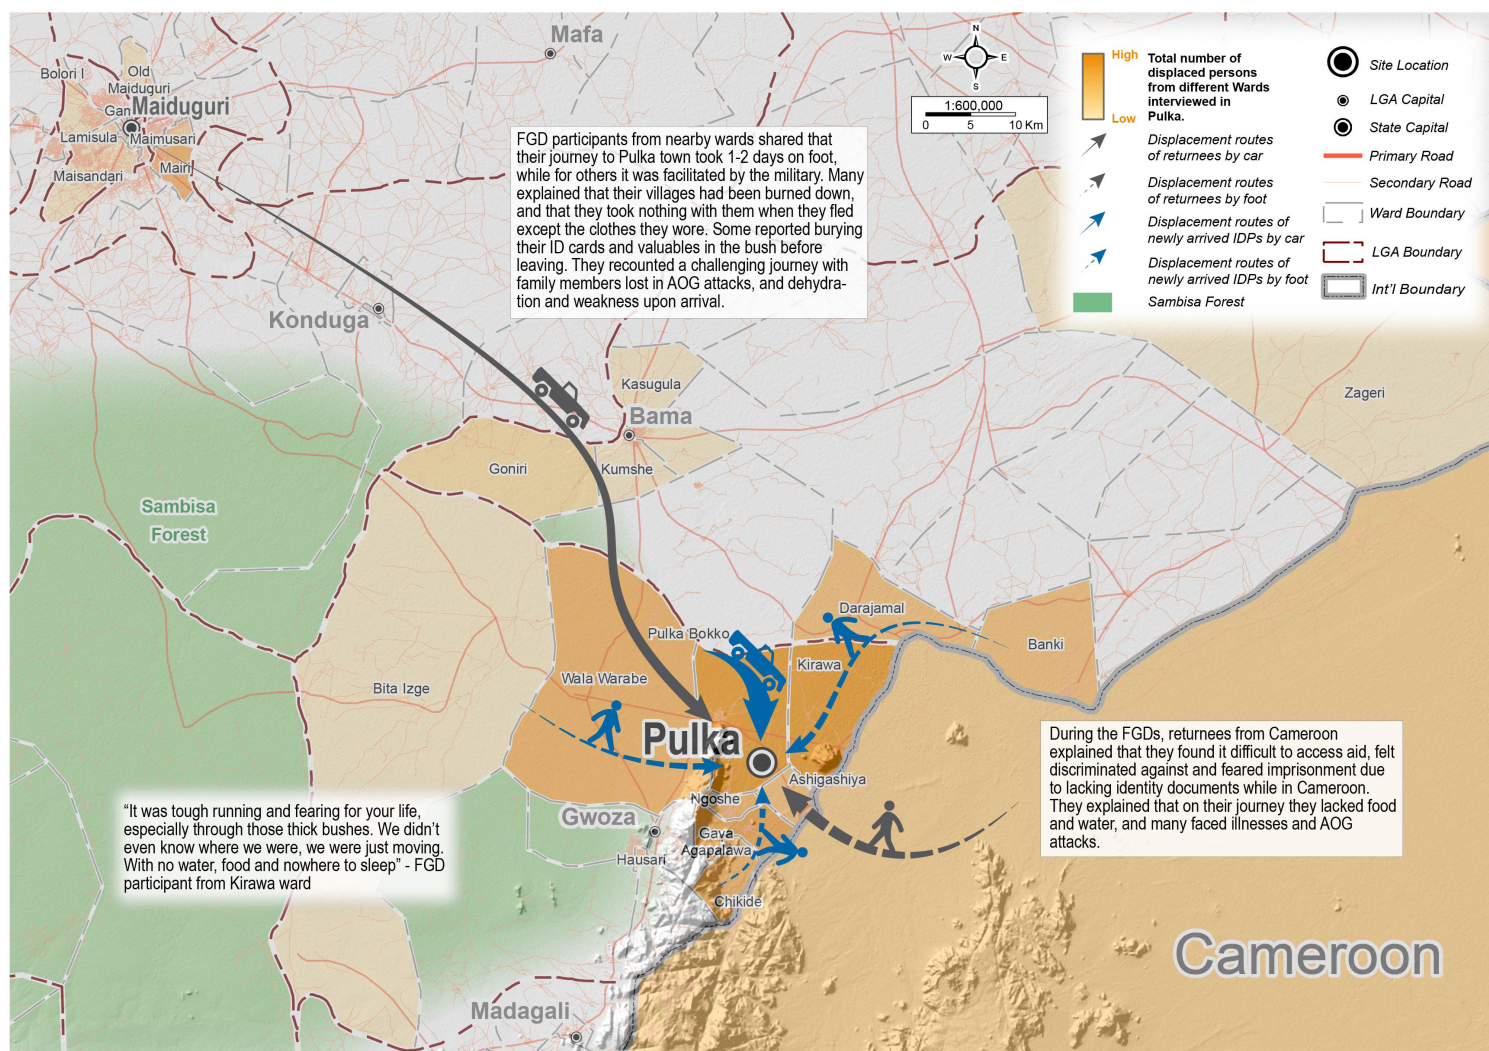 Mafa
Bolori I
Old
Maiduguri
Gam
Maiduguri
Lamisula
Maimusari
Mairi
Maisandari
N
W
E
S
1:600,000
0 5 10 Km
High
Low
Total number of
displaced persons
from different Wards
interviewed in
Pulka.
Displacement routes
of returnees by car
Displacement routes
of returnees by foot
Displacement routes of
newly arrived IDPs by car
Displacement routes of
newly arrived IDPs by foot
Sambisa Forest
Site Location
LGA Capital
State Capital
Primary Road
Secondary Road
Ward Boundary
LGA Boundary
Int'l Boundary
FGD participants from nearby wards shared that
their journey to Pulka town took 1-2 days on foot,
while for others it was facilitated by the military. Many
explained that their villages had been burned down,
and that they took nothing with them when they fled
except the clothes they wore. Some reported burying
their ID cards and valuables in the bush before
leaving. They recounted a challenging journey with
family members lost in AOG attacks, and dehydra-
tion and weakness upon arrival.
Konduga
Kasugula
Bama
Zageri
Goniri
Kumshe
Sambisa
Forest
Darajamal
Pulka Bokko
Banki
Kirawa
Wala Warabe
Bita Izge
Pulka
Ashigashiya
Ngoshe
Gwoza
Gava
Agapalawa
Hausari
Chikide
During the FGDs, returnees from Cameroon
explained that they found it difficult to access aid, felt
discriminated against and feared imprisonment due
to lacking identity documents while in Cameroon.
They explained that on their journey they lacked food
and water, and many faced illnesses and AOG
attacks.
“It was tough running and fearing for your life,
especially through those thick bushes. We didn’t
even know where we were, we were just moving.
With no water, food and nowhere to sleep” - FGD
participant from Kirawa ward
Cameroon
Madagali